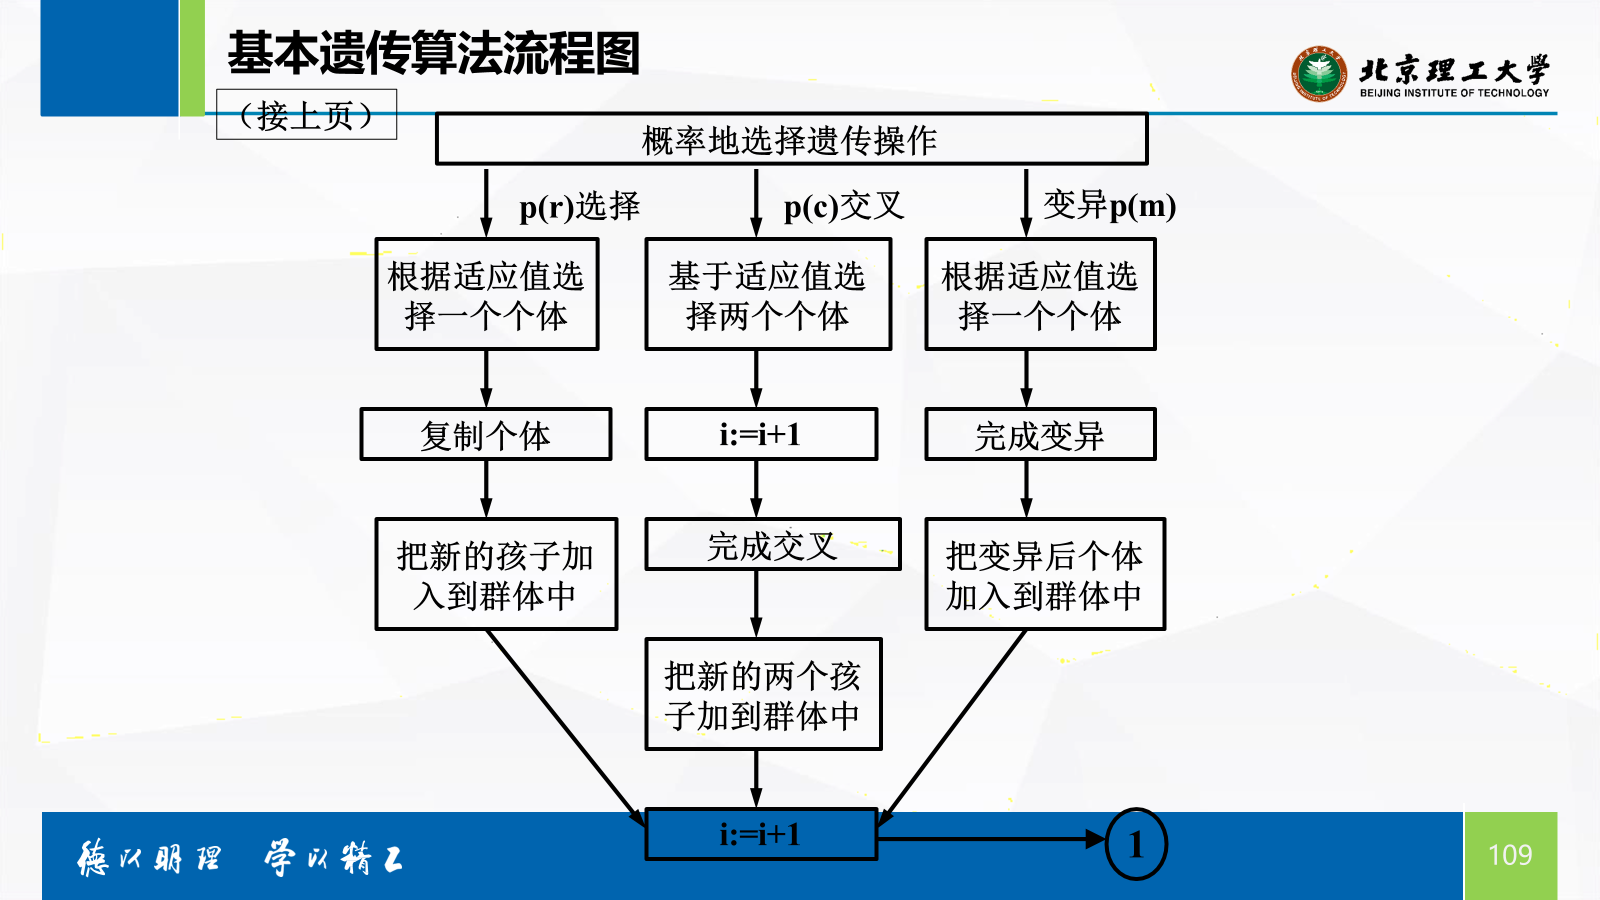 基本遗传算法流程图
北京理工大学
BEIJING INSTITUTE OF TECHNOLOGY
（接上页）
概率地选择遗传操作
p(r)选择
p(c)交叉
变异p(m)
根据适应值选
择一个个体
基于适应值选
择两个个体
根据适应值选
择一个个体
复制个体
i:=i+1
完成变异
把新的孩子加
入到群体中
完成交叉
把变异后个体
加入到群体中
把新的两个孩
子加到群体中
i:=i+1
1
德以明理 学以精工
109